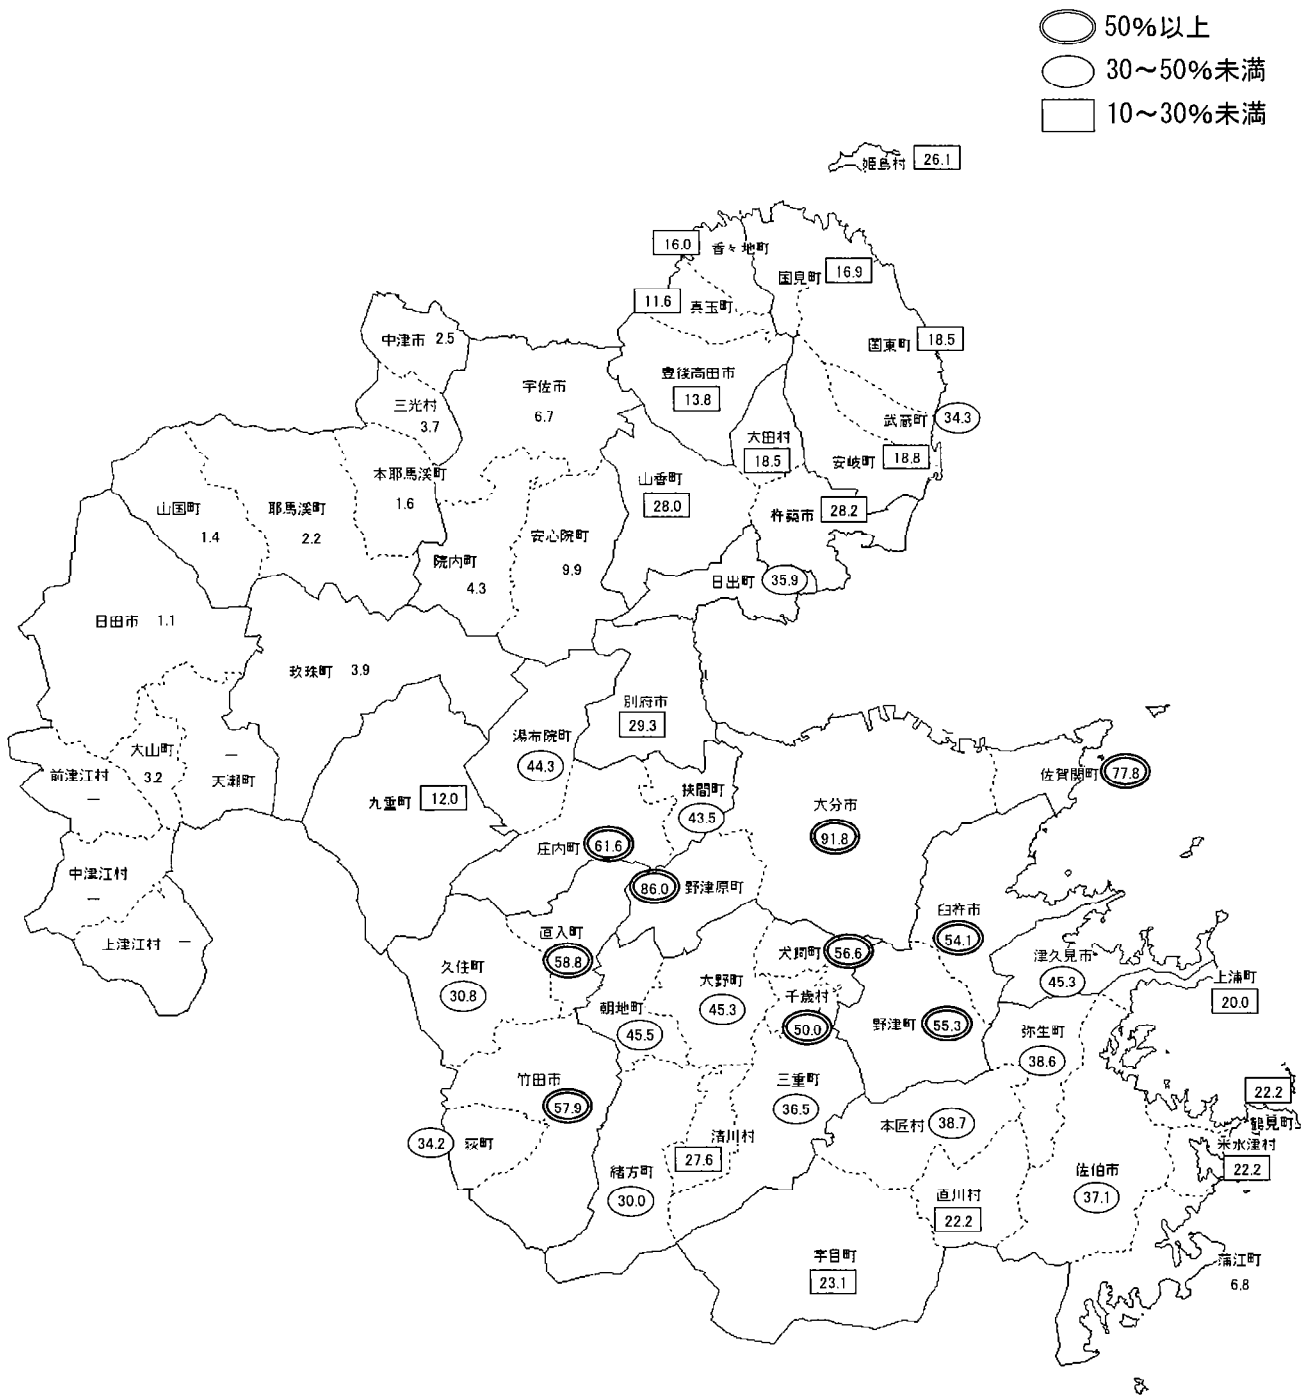 50%以上
30～50%未満
10～30%未満
姫島村 26.1
16.0 香々地町
国見町 16.9
11.6 真玉町
中津市 2.5
国東町 18.5
豊後高田市
13.8
宇佐市
6.7
三光村
3.7
武蔵町 34.3
大田村
18.5
安岐町 18.8
本耶馬渓町
1.6
山香町
28.0
山国町
1.4
耶馬渓町
2.2
杵築市 28.2
安心院町
9.9
院内町
4.3
日出町 35.9
日田市 1.1
玖珠町 3.9
別府市
29.3
湯布院町
44.3
大山町
3.2
－
天瀬町
前津江村
－
佐賀関町 77.8
九重町 12.0
狭間町
43.5
大分市
91.8
庄内町 61.6
86.0 野津原町
中津江村
－
上津江村 －
直入町
58.8
臼杵市
54.1
犬飼町 56.6
久住町
30.8
大野町
45.3
津久見市
45.3
上浦町
20.0
千歳村
50.0
朝地町
45.5
野津町 55.3
弥生町
38.6
竹田市
57.9
三重町
36.5
22.2
鶴見町
34.2 荻町
清川村
27.6
本匠村 38.7
米水津村
22.2
緒方町
30.0
佐伯市
37.1
直川村
22.2
宇目町
23.1
蒲江町
6.8